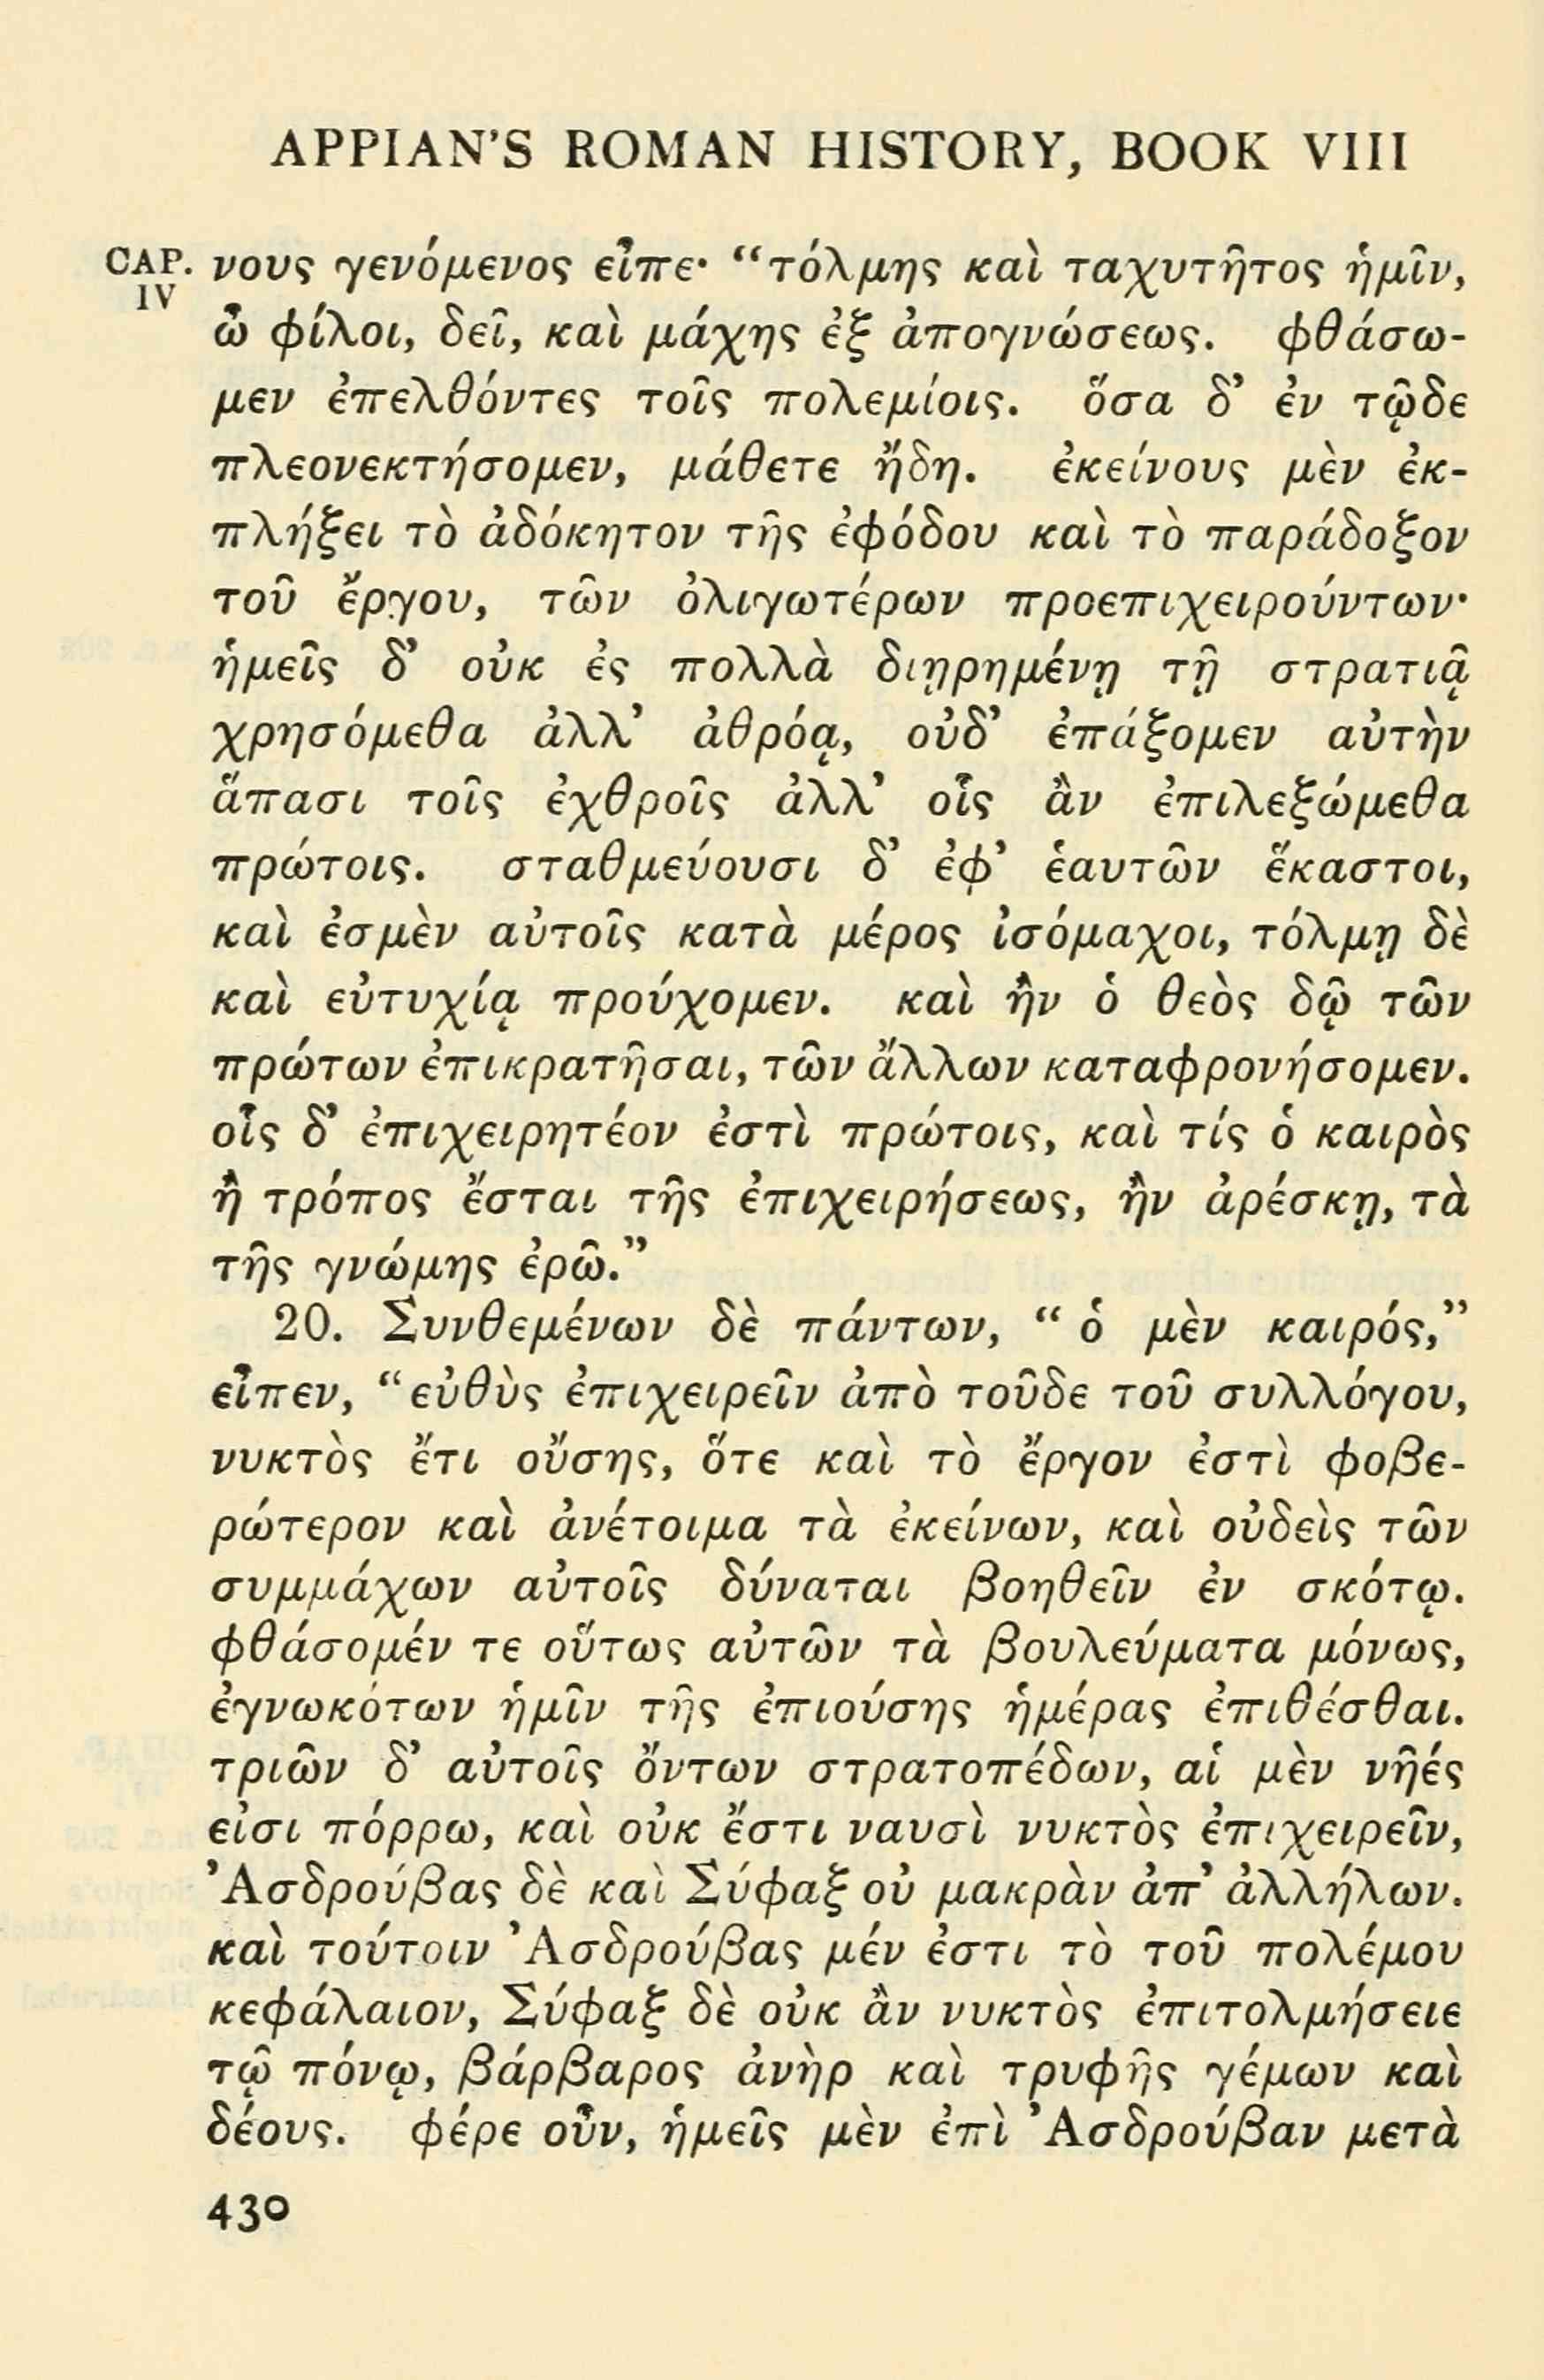 APPIAN'S ROMAN HISTORY, BOOK VIII
CAP. IV νους γενόμενος εἶπε· “τόλμης καὶ ταχυτῆτος ἡμῖν,
ὦ φίλοι, δεῖ, καὶ μάχης ἐξ ἀπογνώσεως. φθάσω-
μεν ἐπελθόντες τοῖς πολεμίοις. ὅσα δ’ ἐν τῷδε
πλεονεκτήσομεν, μάθετε ἤδη. ἐκείνους μὲν ἐκ-
πλήξει τὸ ἀδόκητον τῆς ἐφόδου καὶ τὸ παράδοξον
τοῦ ἔργου, τῶν ὀλιγωτέρων προεπιχειρούντων·
ἡμεῖς δ’ οὐκ ἐς πολλὰ διῃρημένῃ τῇ στρατιᾷ
χρησόμεθα ἀλλ’ ἀθρόᾳ, οὐδ’ ἐπάξομεν αὐτὴν
ἅπασι τοῖς ἐχθροῖς ἀλλ’ οἷς ἂν ἐπιλεξώμεθα
πρώτοις. σταθμεύουσι δ’ ἐφ’ ἑαυτῶν ἕκαστοι,
καὶ ἐσμὲν αὐτοῖς κατὰ μέρος ἰσόμαχοι, τόλμῃ δὲ
καὶ εὐτυχίᾳ προύχομεν. καὶ ἢν ὁ θεὸς δῷ τῶν
πρώτων ἐπικρατῆσαι, τῶν ἄλλων καταφρονήσομεν.
οἷς δ’ ἐπιχειρητέον ἐστὶ πρώτοις, καὶ τίς ὁ καιρὸς
ἢ τρόπος ἔσται τῆς ἐπιχειρήσεως, ἢν ἀρέσκῃ, τὰ
τῆς γνώμης ἐρῶ.”
20. Συνθεμένων δὲ πάντων, “ ὁ μὲν καιρός,”
εἶπεν, “εὐθὺς ἐπιχειρεῖν ἀπὸ τοῦδε τοῦ συλλόγου,
νυκτὸς ἔτι οὔσης, ὅτε καὶ τὸ ἔργον ἐστὶ φοβε-
ρώτερον καὶ ἀνέτοιμα τὰ ἐκείνων, καὶ οὐδεὶς τῶν
συμμάχων αὐτοῖς δύναται βοηθεῖν ἐν σκότῳ.
φθάσομέν τε οὕτως αὐτῶν τὰ βουλεύματα μόνως,
ἐγνωκότων ἡμῖν τῆς ἐπιούσης ἡμέρας ἐπιθέσθαι.
τριῶν δ’ αὐτοῖς ὄντων στρατοπέδων, αἱ μὲν νῆές
εἰσι πόρρω, καὶ οὐκ ἔστι ναυσὶ νυκτὸς ἐπιχειρεῖν,
Ἀσδρούβας δὲ καὶ Σύφαξ οὐ μακρὰν ἀπ’ ἀλλήλων.
καὶ τούτοιν Ἀσδρούβας μέν ἐστι τὸ τοῦ πολέμου
κεφάλαιον, Σύφαξ δὲ οὐκ ἂν νυκτὸς ἐπιτολμήσειε
τῷ πόνῳ, βάρβαρος ἀνὴρ καὶ τρυφῆς γέμων καὶ
δέους. φέρε οὖν, ἡμεῖς μὲν ἐπὶ Ἀσδρούβαν μετὰ
430